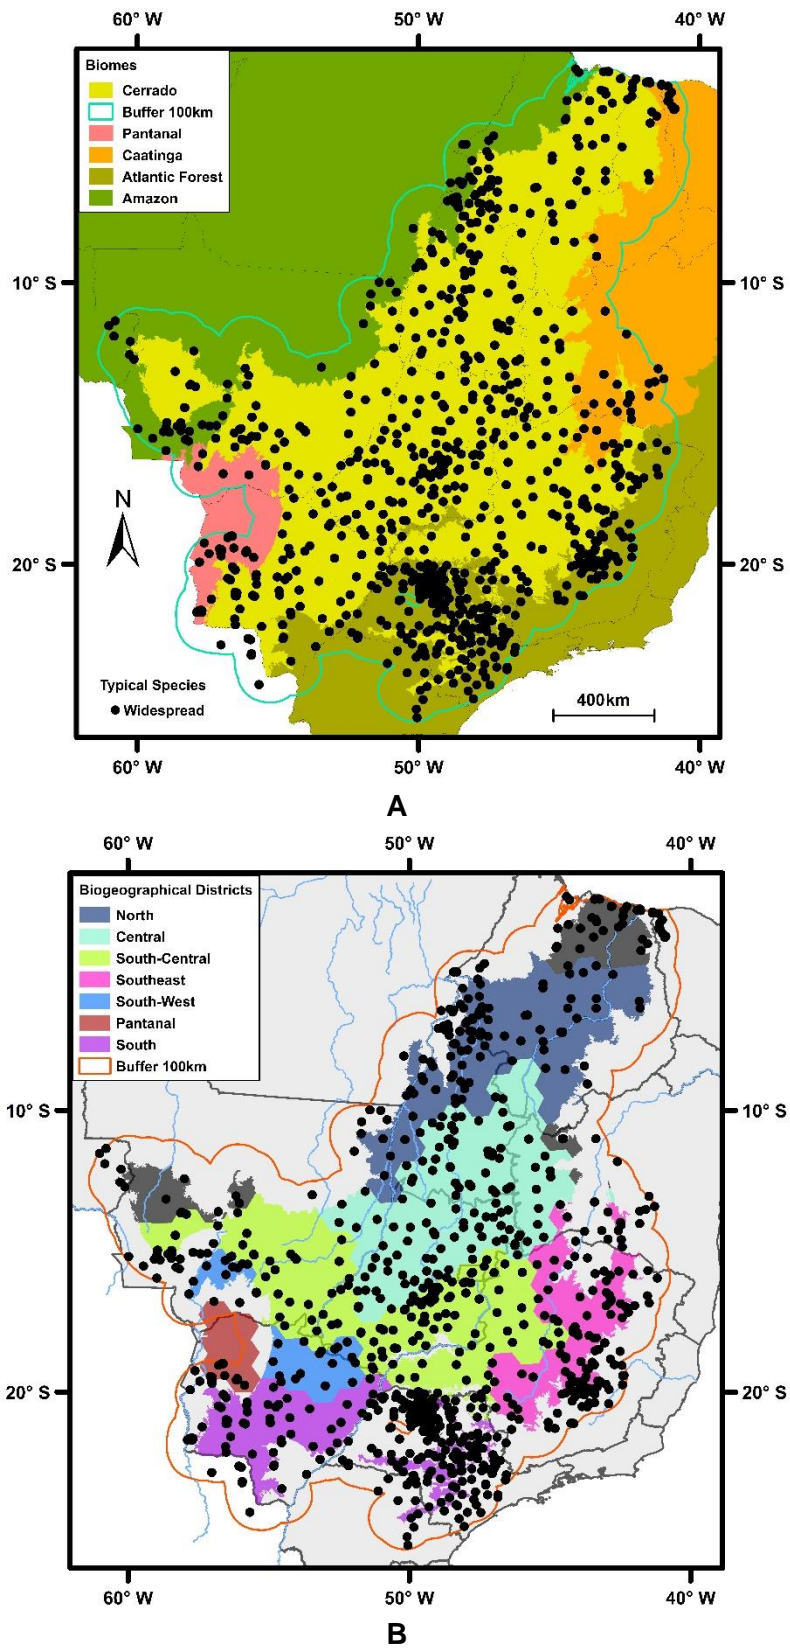 60° W 50° W 40° W
Biomes
Cerrado
Buffer 100km
Pantanal
Caatinga
Atlantic Forest
Amazon
10° S 10° S
N
20° S 20° S
Typical Species
Widespread
400km
60° W 50° W 40° W
A
60° W 50° W 40° W
Biogeographical Districts
North
Central
South-Central
Southeast
South-West
Pantanal
South
Buffer 100km
10° S 10° S
20° S 20° S
60° W 50° W 40° W
B